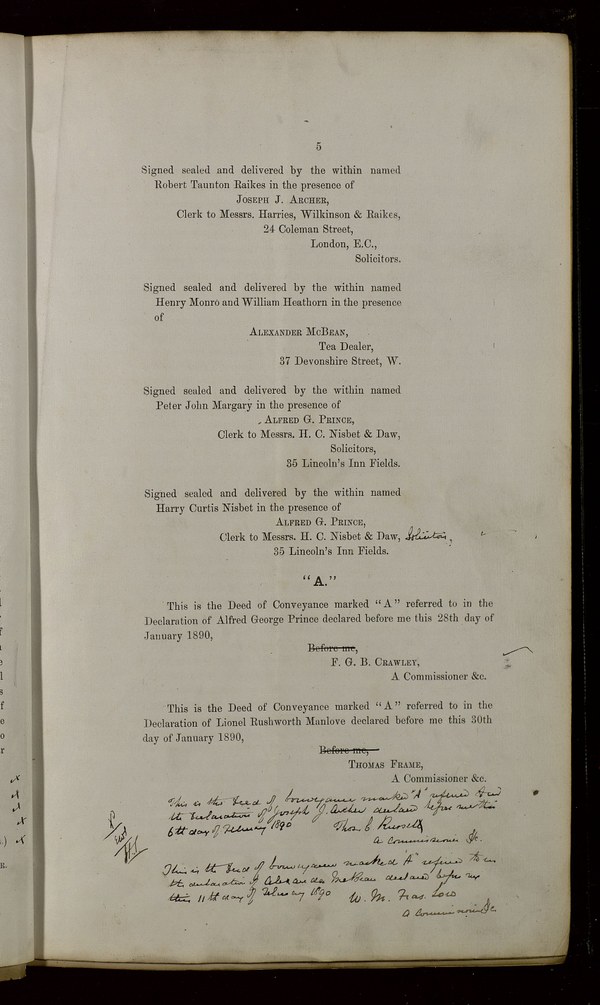 5
Signed sealed and delivered by the within named
Robert Taunton Raikes in the presence of
JOSEPH J. ARCHER,
Clerk to Messrs. Harries, Wilkinson & Raikes,
24 Coleman Street,
London, E.C.,
Solicitors.
Signed sealed and delivered by the within named
Henry Monro and William Heathorn in the presence
of
ALEXANDER MCBEAN,
Tea Dealer,
37 Devonshire Street, W.
Signed sealed and delivered by the within named
Peter John Margary in the presence of
ALFRED G. PRINCE,
Clerk to Messrs. H. C. Nisbet & Daw,
Solicitors,
35 Lincoln's Inn Fields.
Signed sealed and delivered by the within named
Harry Curtis Nisbet in the presence of
ALFRED G. PRINCE,
Clerk to Messrs. H. C. Nisbet & Daw, Solicitors,
35 Lincoln's Inn Fields.
"A."
This is the Deed of Conveyance marked "A" referred to in the
Declaration of Alfred George Prince declared before me this 28th day of
January 1890,
Before me,
F. G. B. CRAWLEY,
A Commissioner &c.
This is the Deed of Conveyance marked "A" referred to in the
Declaration of Lionel Rushworth Manlove declared before me this 30th
day of January 1890,
Before me,
THOMAS FRAME,
A Commissioner &c.
This is the Deed of Conveyance marked "A" referred to in
the Declaration of Joseph J. Archer declared before me this
6th day of February 1890
Thos. C
a Commissioner &c.
This is the Deed of Conveyance marked "A" referred to in
the declaration of Alexander McBean declared before me
this 11th day of February 1890
W. M. Fras. Low
a Commissioner &c.